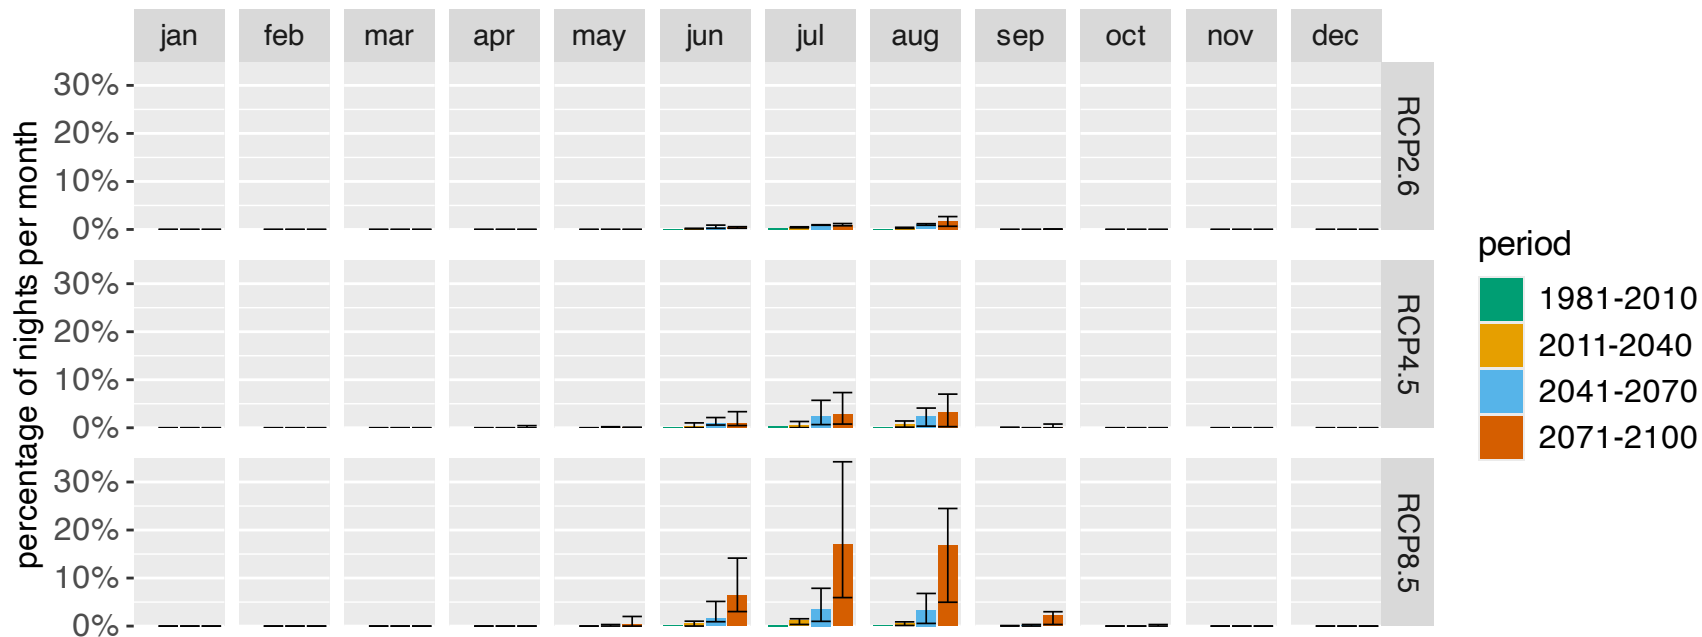 jan feb mar apr may jun jul aug sep oct nov dec
percentage of nights per month
30%
20%
10%
0%
RCP2.6
30%
20%
10%
0%
RCP4.5
30%
20%
10%
0%
RCP8.5
period
1981-2010
2011-2040
2041-2070
2071-2100